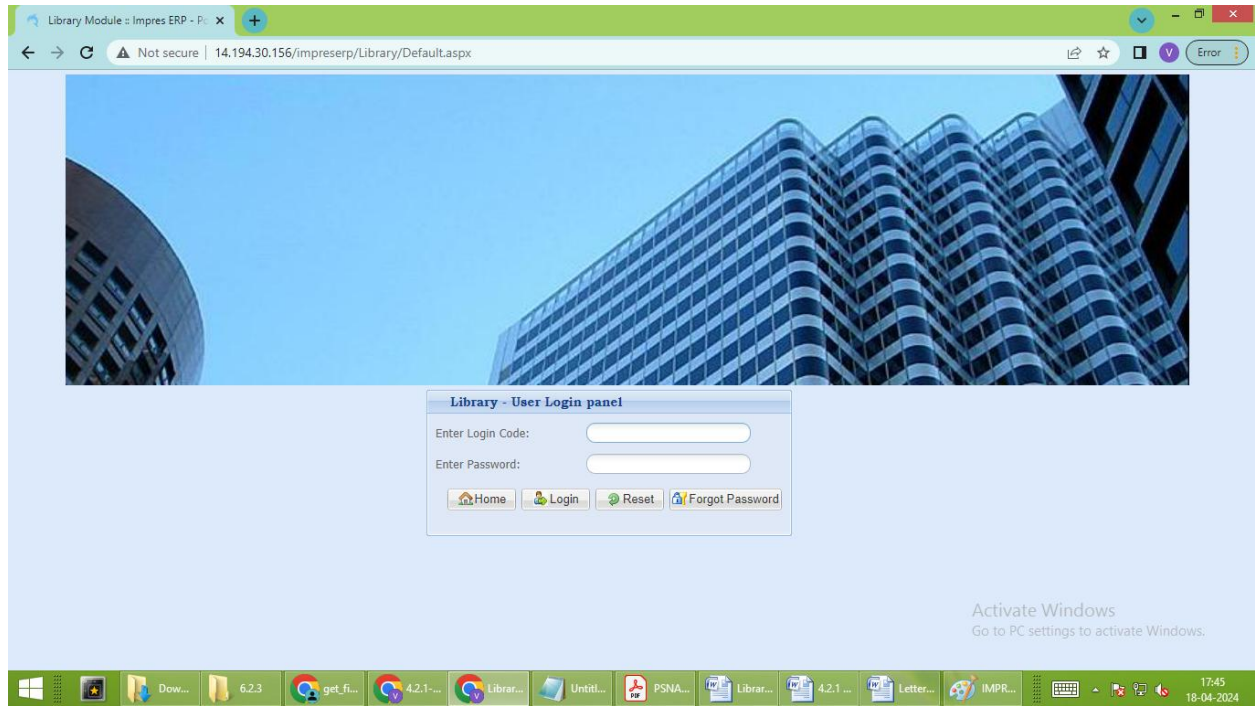 Library Module :: Impres ERP - Po
Not secure | 14.194.30.156/impreserp/Library/Default.aspx
V
Error
Library - User Login panel
Enter Login Code:
Enter Password:
Home Login Reset Forgot Password
Activate Windows
Go to PC settings to activate Windows.
Dow... 6.2.3 get_fi... 4.2.1-... Librar... Untitl... PSNA... Librar... 4.2.1 ... Letter... IMPR...
17:45
18-04-2024